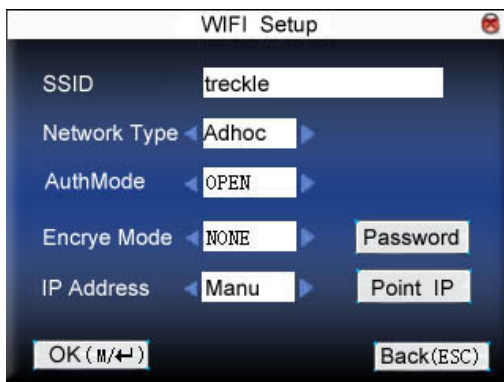 WIFI Setup
SSID treckle
Network Type Adhoc
AuthMode OPEN
Encrye Mode NONE Password
IP Address Manu Point IP
OK(M/↵) Back(ESC)